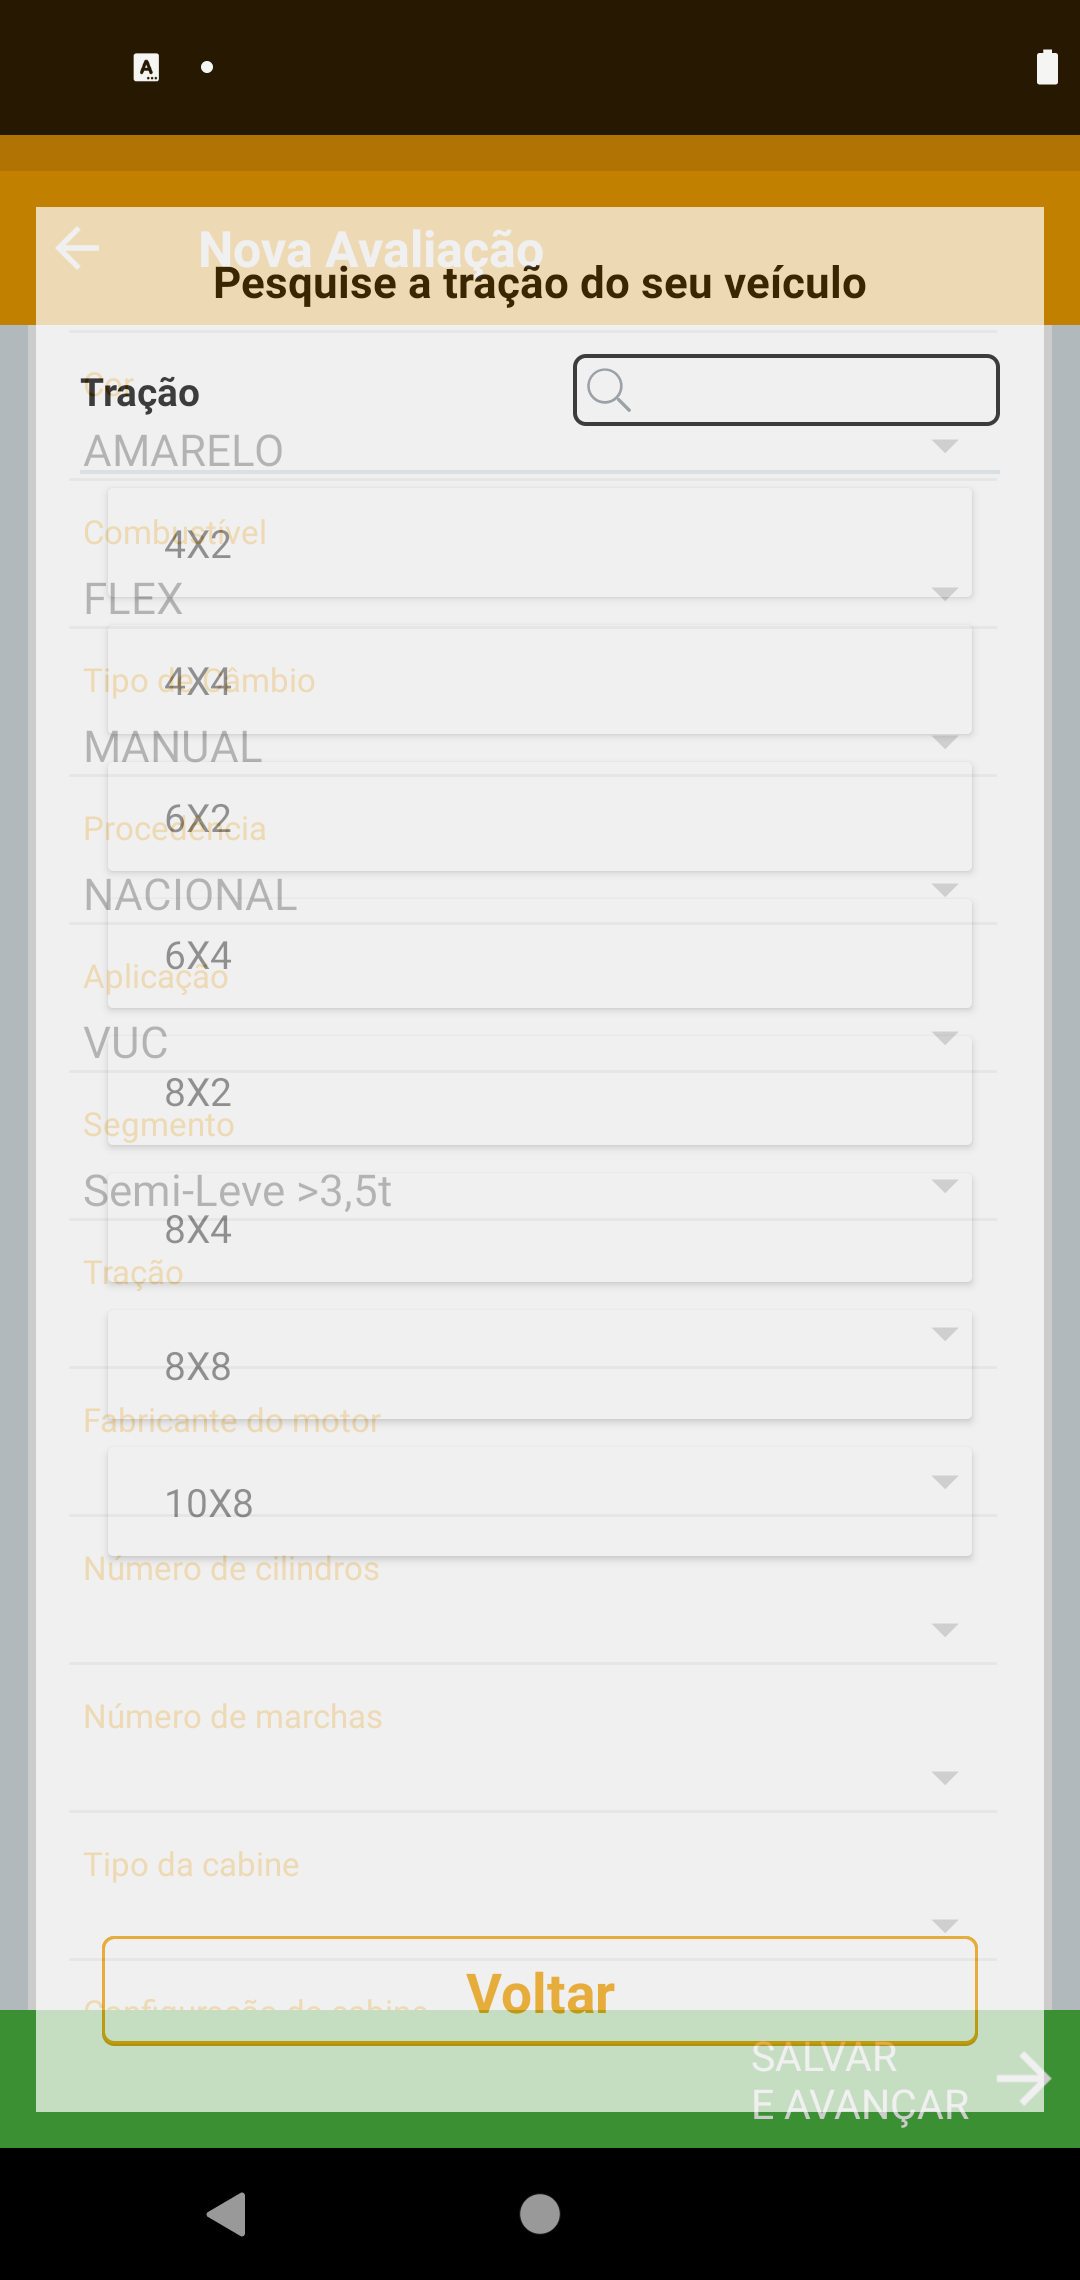 Nova Avaliação
Pesquise a tração do seu veículo
Cor
Tração
AMARELO
Combustível
4X2
FLEX
Tipo de Câmbio
4X4
MANUAL
6X2
Procedência
NACIONAL
6X4
Aplicação
VUC
8X2
Segmento
Semi-Leve >3,5t
8X4
Tração
8X8
Fabricante do motor
10X8
Número de cilindros
Número de marchas
Tipo da cabine
Voltar
Configuração da cabine
SALVAR
E AVANÇAR